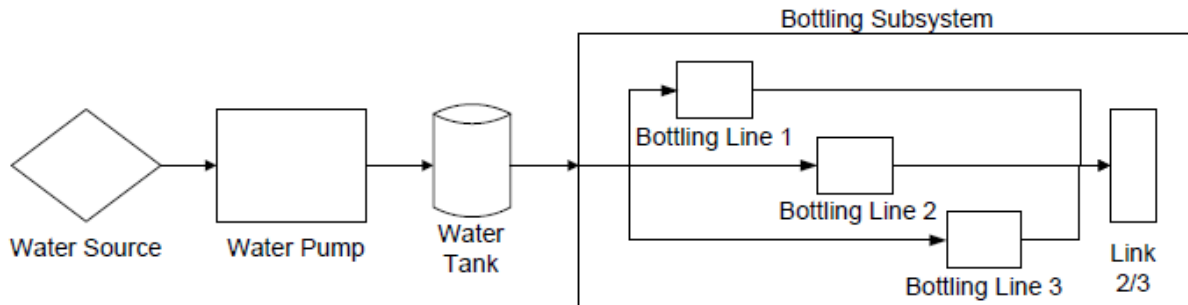 Bottling Subsystem
Bottling Line 1
Bottling Line 2
Bottling Line 3
Water Source
Water Pump
Water
Tank
Link
2/3